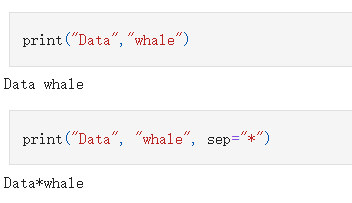 print("Data","whale")
Data whale
print("Data", "whale", sep="*")
Data*whale